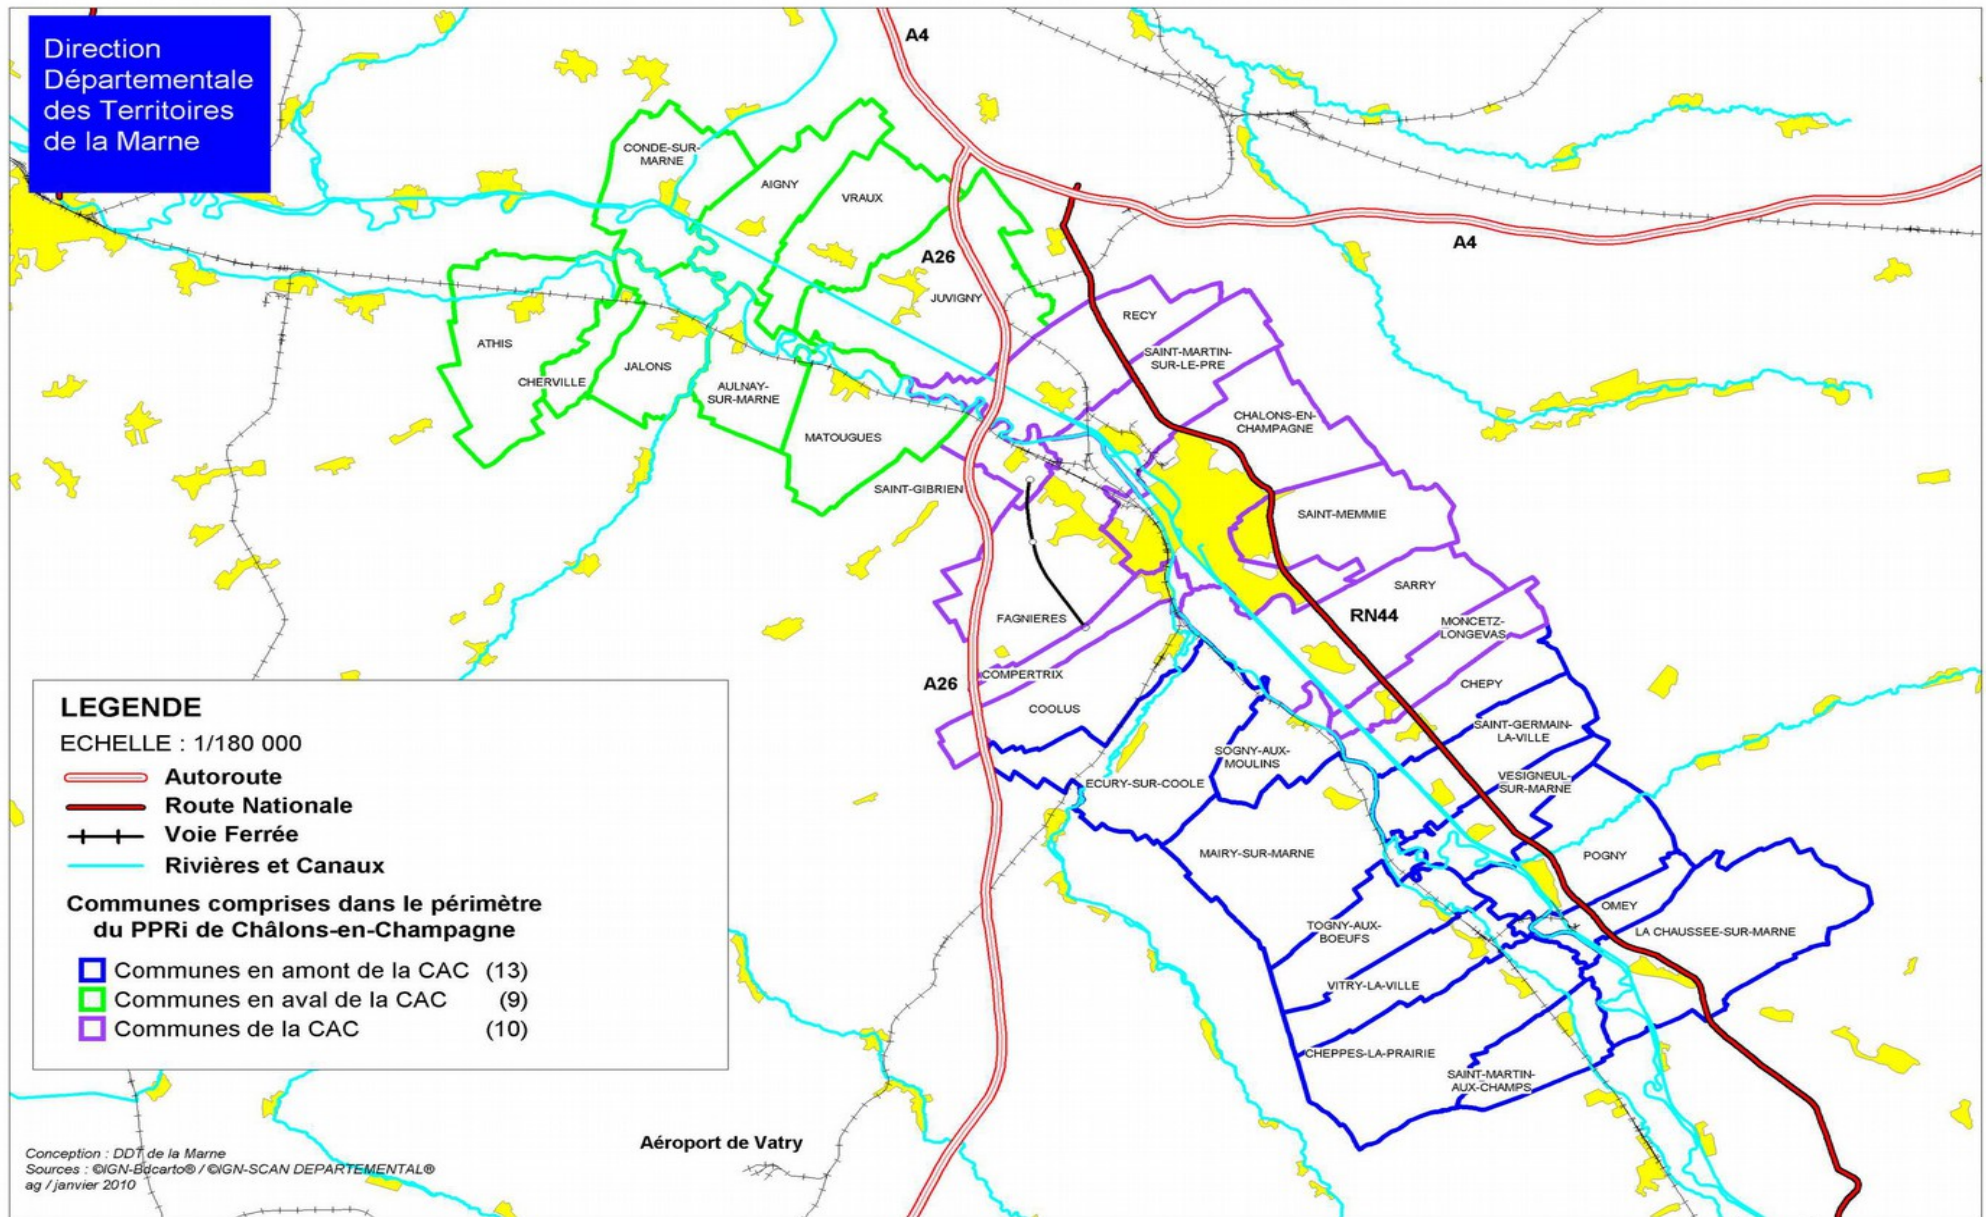 Direction
Départementale
des Territoires
de la Marne
A4
CONDE-SUR-
MARNE
AIGNY
VRAUX
A4
A26
JUVIGNY
RECY
ATHIS
SAINT-MARTIN-
SUR-LE-PRE
JALONS
CHERVILLE
AULNAY-
SUR-MARNE
CHALONS-EN-
CHAMPAGNE
MATOUGUES
SAINT-GIBRIEN
SAINT-MEMMIE
SARRY
FAGNIERES
RN44
MONCETZ-
LONGEVAS
COMPERTRIX
A26
CHEPY
COOLUS
SAINT-GERMAIN-
LA-VILLE
SOGNY-AUX-
MOULINS
ECURY-SUR-COOLE
VESIGNEUL-
SUR-MARNE
MAIRY-SUR-MARNE
POGNY
OMEY
TOGNY-AUX-
BOEUFS
LA CHAUSSEE-SUR-MARNE
VITRY-LA-VILLE
CHEPPES-LA-PRAIRIE
SAINT-MARTIN-
AUX-CHAMPS
LEGENDE
ECHELLE : 1/180 000
Autoroute
Route Nationale
Voie Ferrée
Rivières et Canaux
Communes comprises dans le périmètre
du PPRi de Châlons-en-Champagne
Communes en amont de la CAC (13)
Communes en aval de la CAC (9)
Communes de la CAC (10)
Aéroport de Vatry
Conception : DDT de la Marne
Sources : ©IGN-Bdcarto® / ©IGN-SCAN DEPARTEMENTAL®
ag / janvier 2010